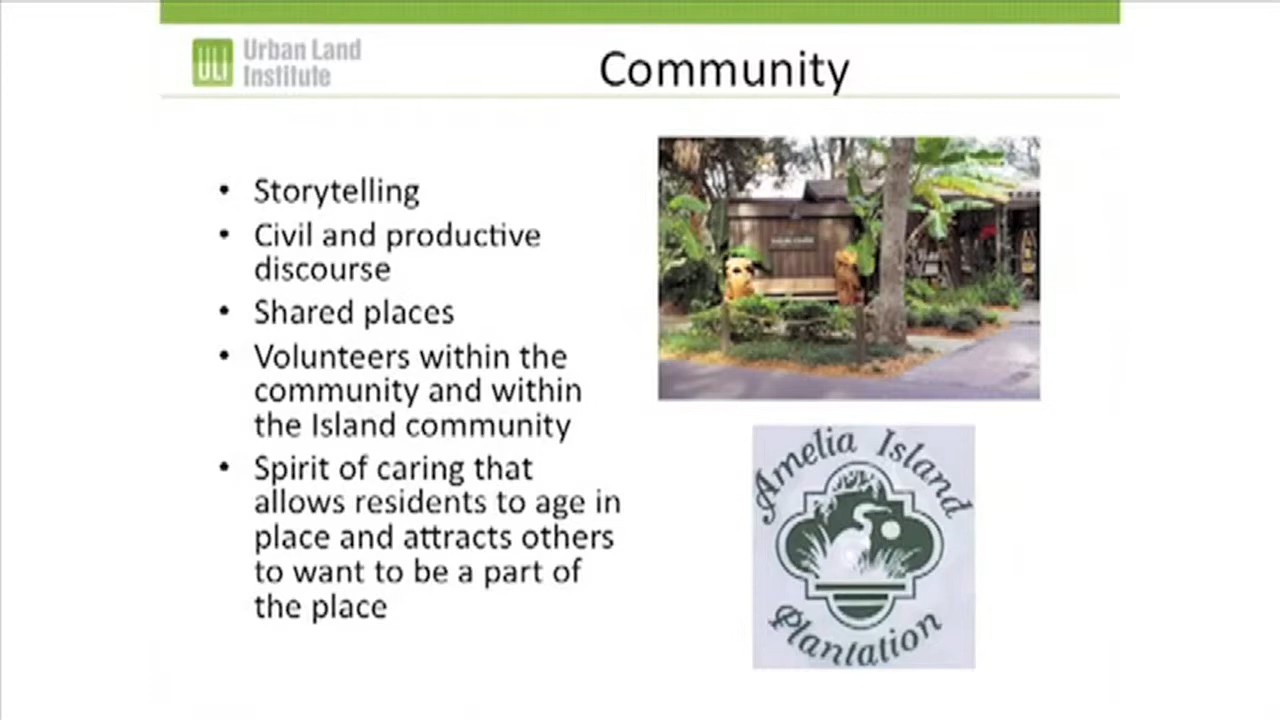 ULI Urban Land
Institute
Community
• Storytelling
• Civil and productive
discourse
• Shared places
• Volunteers within the
community and within
the Island community
• Spirit of caring that
allows residents to age in
place and attracts others
to want to be a part of
the place
Amelia Island
Plantation